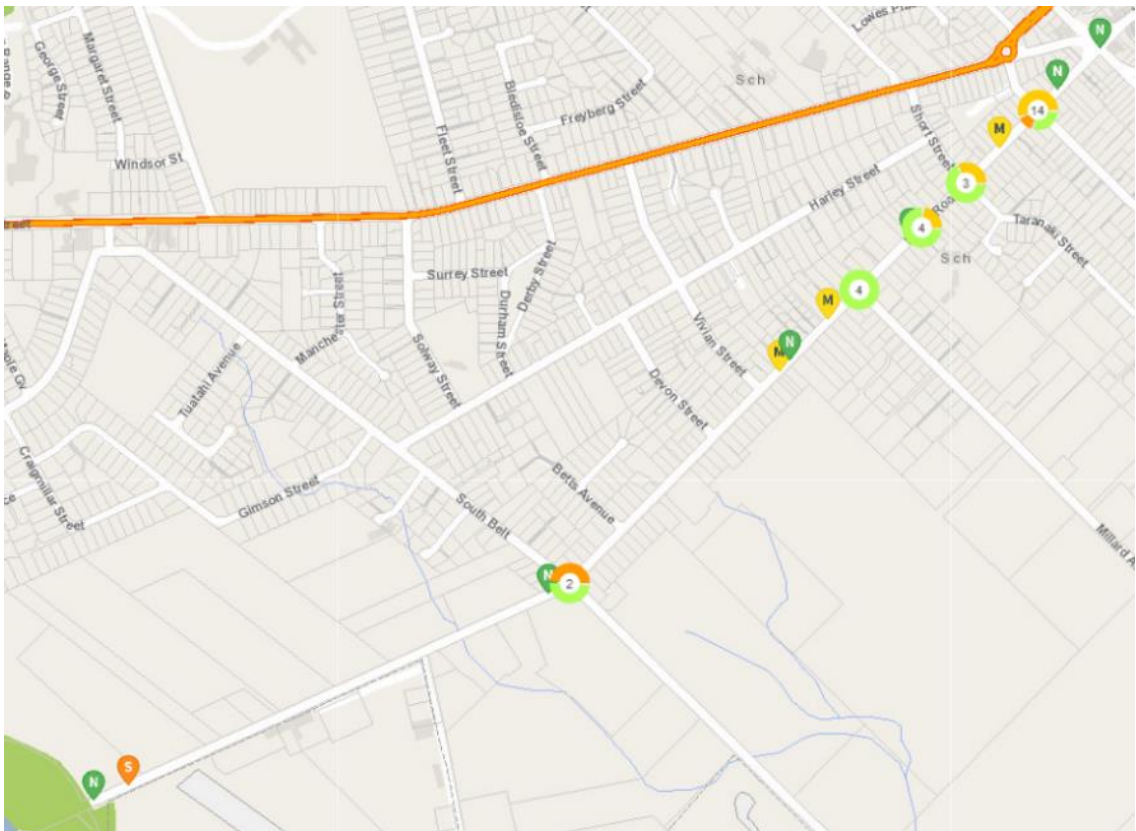 Lowes
N
George Street
Margaret Street
N
Sch
Bledisloe Street
Freyberg Street
14
M
Fleet Street
Short Street
Windsor St
3
Harley Street
Taranaki Street
4
Sch
Surrey Street
Derby Street
Durham Street
4
M
Vivian Street
N
M
Solway Street
Tuatahi Avenue
Devon Street
Craigmillar Street
Betts Avenue
Gimson Street
South Belt
Millard
N
2
S
N